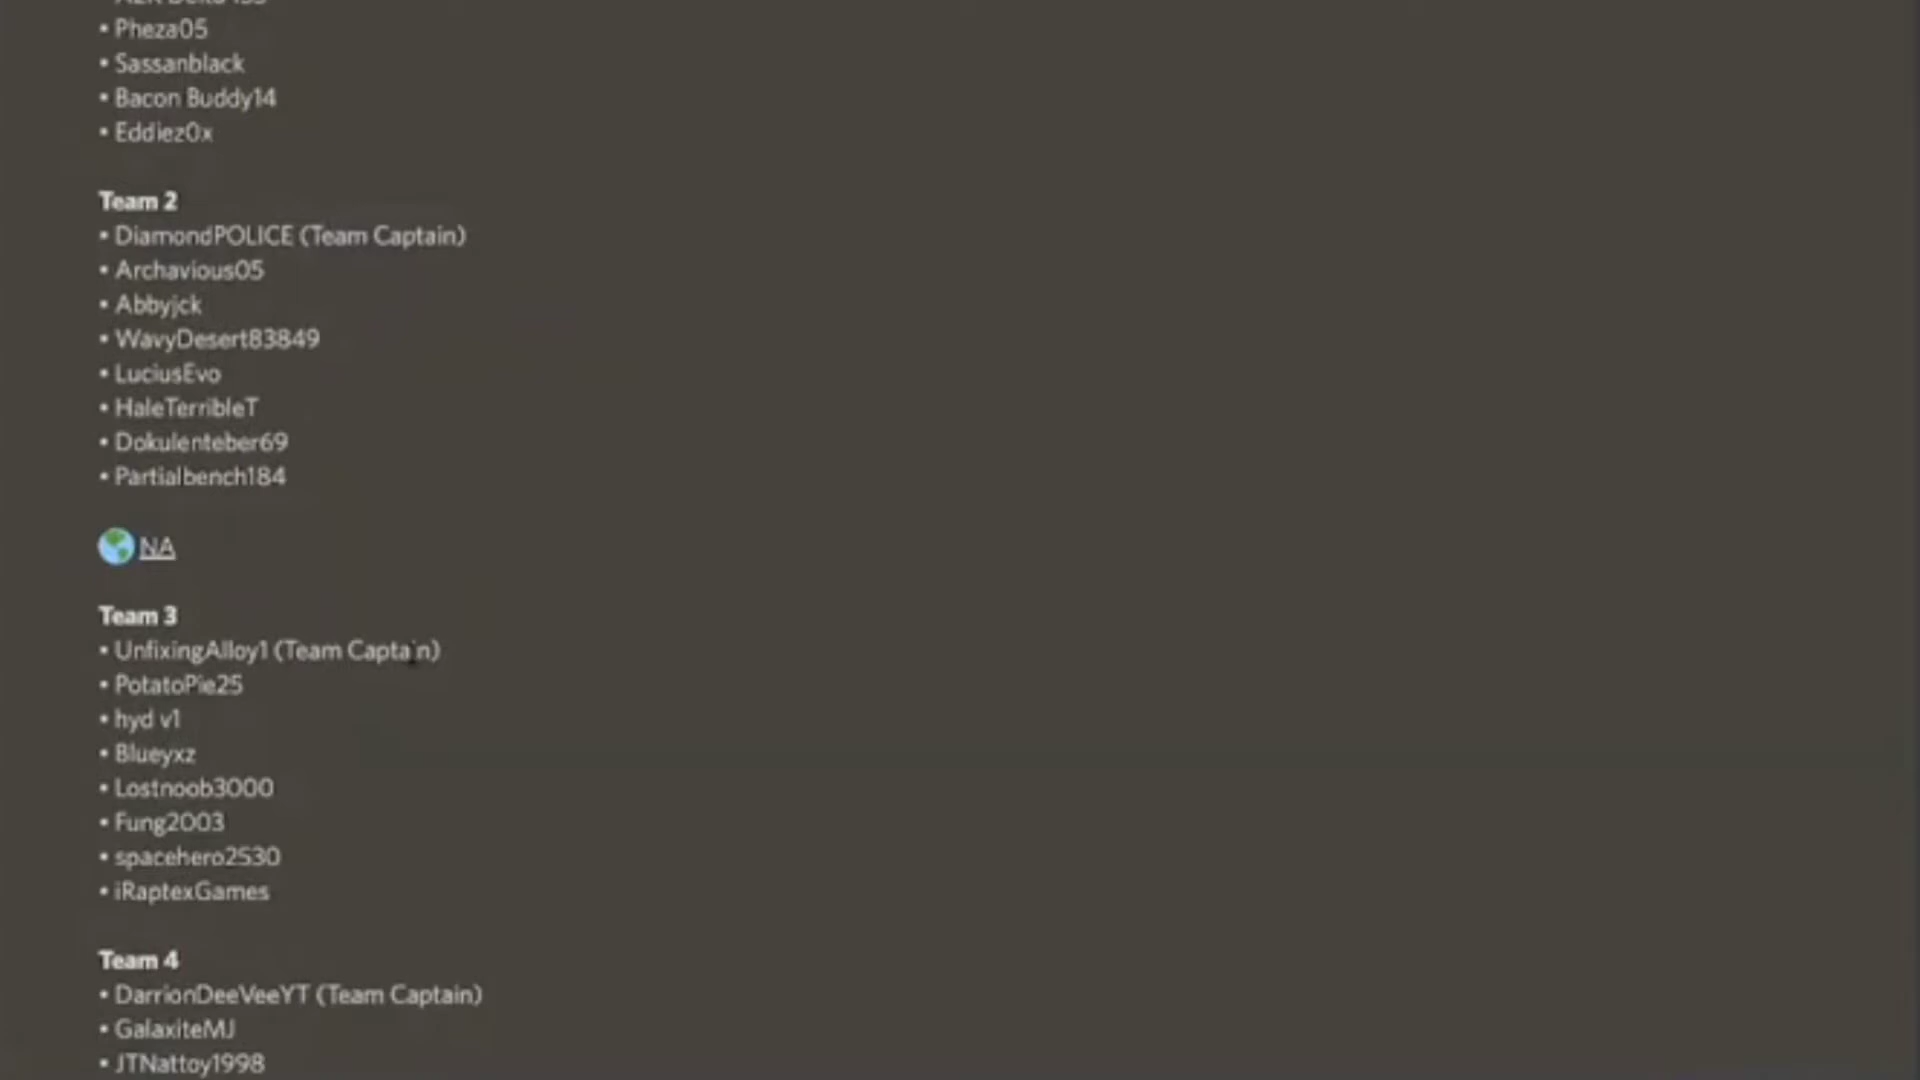 • Pheza05
• Sassanblack
• Bacon Buddy14
• Eddiez0x
Team 2
• DiamondPOLICE (Team Captain)
• Archavious05
• Abbyjck
• WavyDesert83849
• LuciusEvo
• HaleTerribleT
• Dokulenteber69
• Partialbench184
NA
Team 3
• UnfixingAlloy1 (Team Captain)
• PotatoPie25
• hyd v1
• Blueyxz
• Lostnoob3000
• Fung2003
• spacehero2530
• iRaptexGames
Team 4
• DarrionDeeVeeYT (Team Captain)
• GalaxiteMJ
• JTNattoy1998